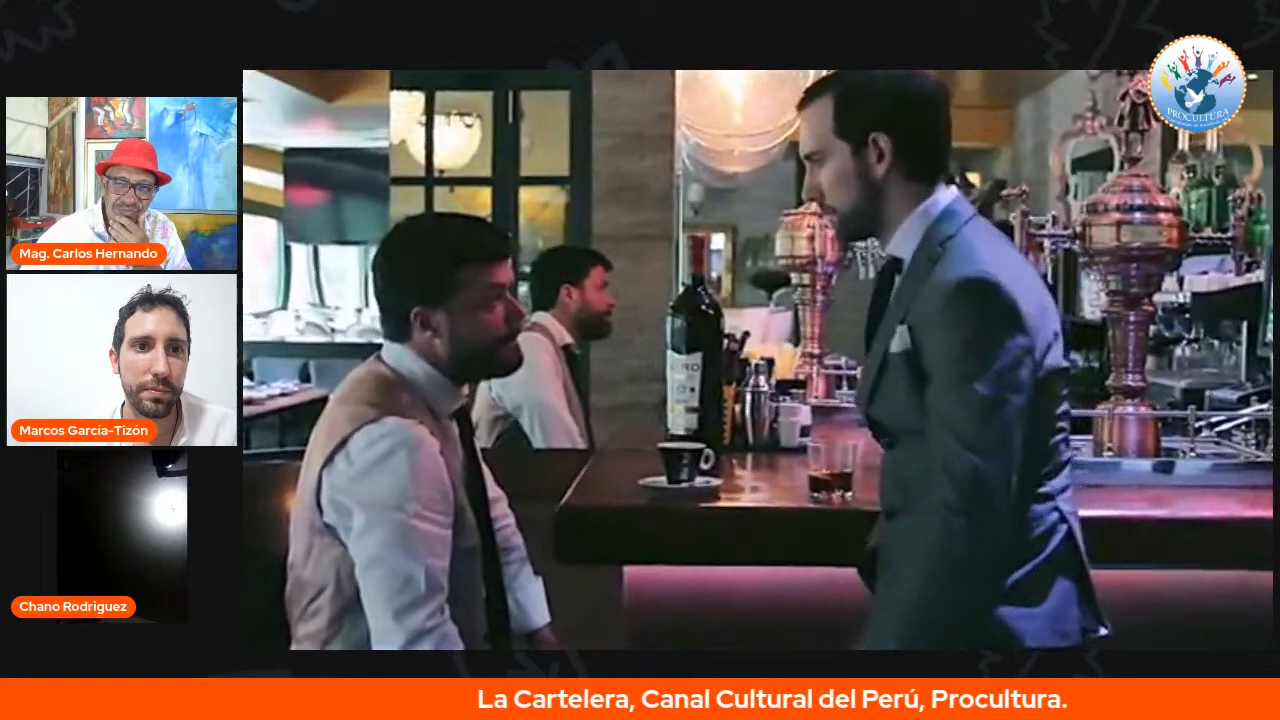 PROCULTURA
Mag. Carlos Hernando
Marcos García-Tizón
Chano Rodriguez
La Cartelera, Canal Cultural del Perú, Procultura.